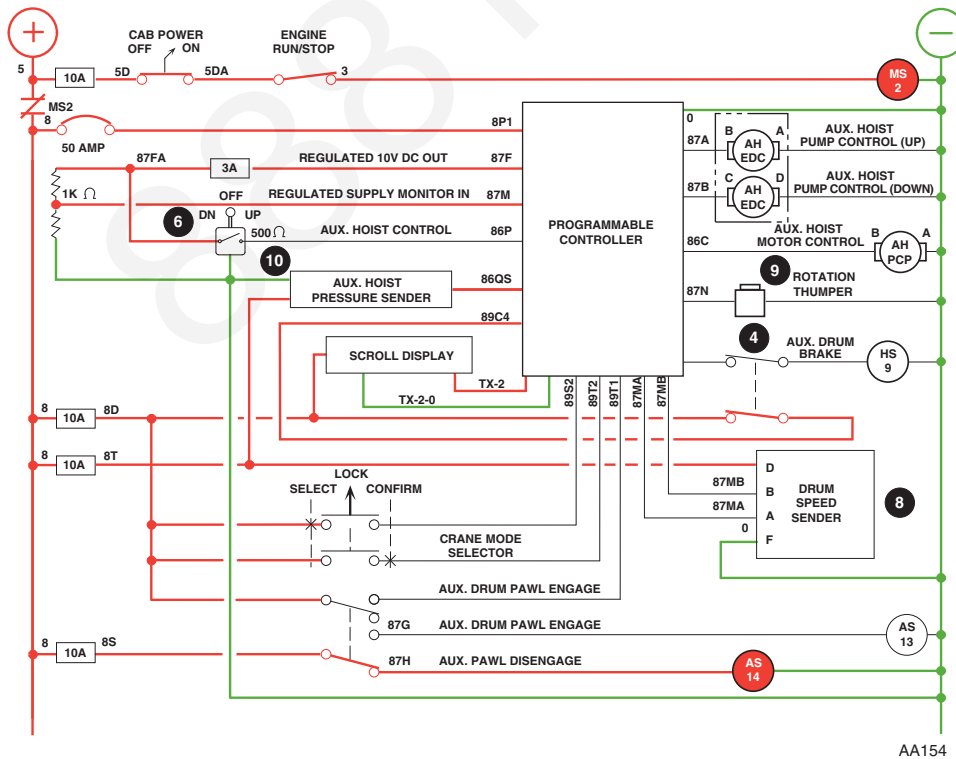 +
−
CAB POWER
OFF
ON
ENGINE
RUN/STOP
5
10A
5D
5DA
3
MS
2
MS2
8
50 AMP
8P1
0
87A
B
A
AH
EDC
AUX. HOIST
PUMP CONTROL (UP)
87FA
3A
REGULATED 10V DC OUT
87F
87B
C
D
AH
EDC
AUX. HOIST
PUMP CONTROL (DOWN)
1K Ω
REGULATED SUPPLY MONITOR IN
87M
OFF
6
DN
UP
500Ω
AUX. HOIST CONTROL
86P
PROGRAMMABLE
CONTROLLER
86C
AUX. HOIST
MOTOR CONTROL
B
A
AH
PCP
10
AUX. HOIST
PRESSURE SENDER
86QS
87N
9
ROTATION
THUMPER
89C4
4
SCROLL DISPLAY
TX-2
TX-2-0
AUX. DRUM
BRAKE
HS
9
89S2
89T2
89T1
87MA
87MB
8
10A
8D
8
10A
8T
D
87MB
B
87MA
A
0
F
DRUM
SPEED
SENDER
8
LOCK
SELECT
CONFIRM
CRANE MODE
SELECTOR
AUX. DRUM PAWL ENGAGE
87G
AUX. DRUM PAWL ENGAGE
AS
13
8
10A
8S
87H
AUX. PAWL DISENGAGE
AS
14
AA154